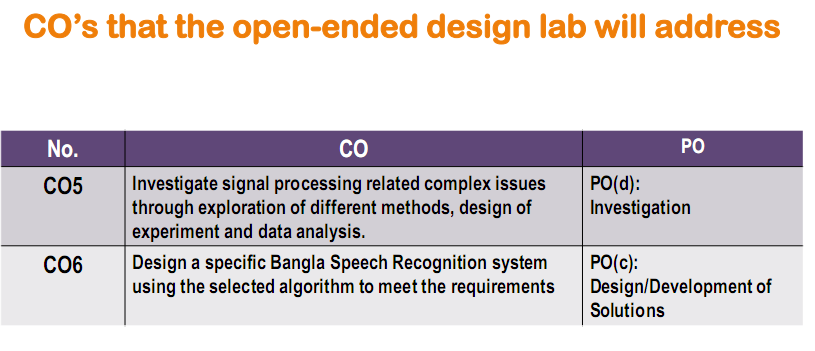 CO's that the open-ended design lab will address
No. CO PO
CO5 Investigate signal processing related complex issues PO(d):
through exploration of different methods, design of Investigation
experiment and data analysis.
CO6 Design a specific Bangla Speech Recognition system PO(c):
using the selected algorithm to meet the requirements Design/Development of
Solutions